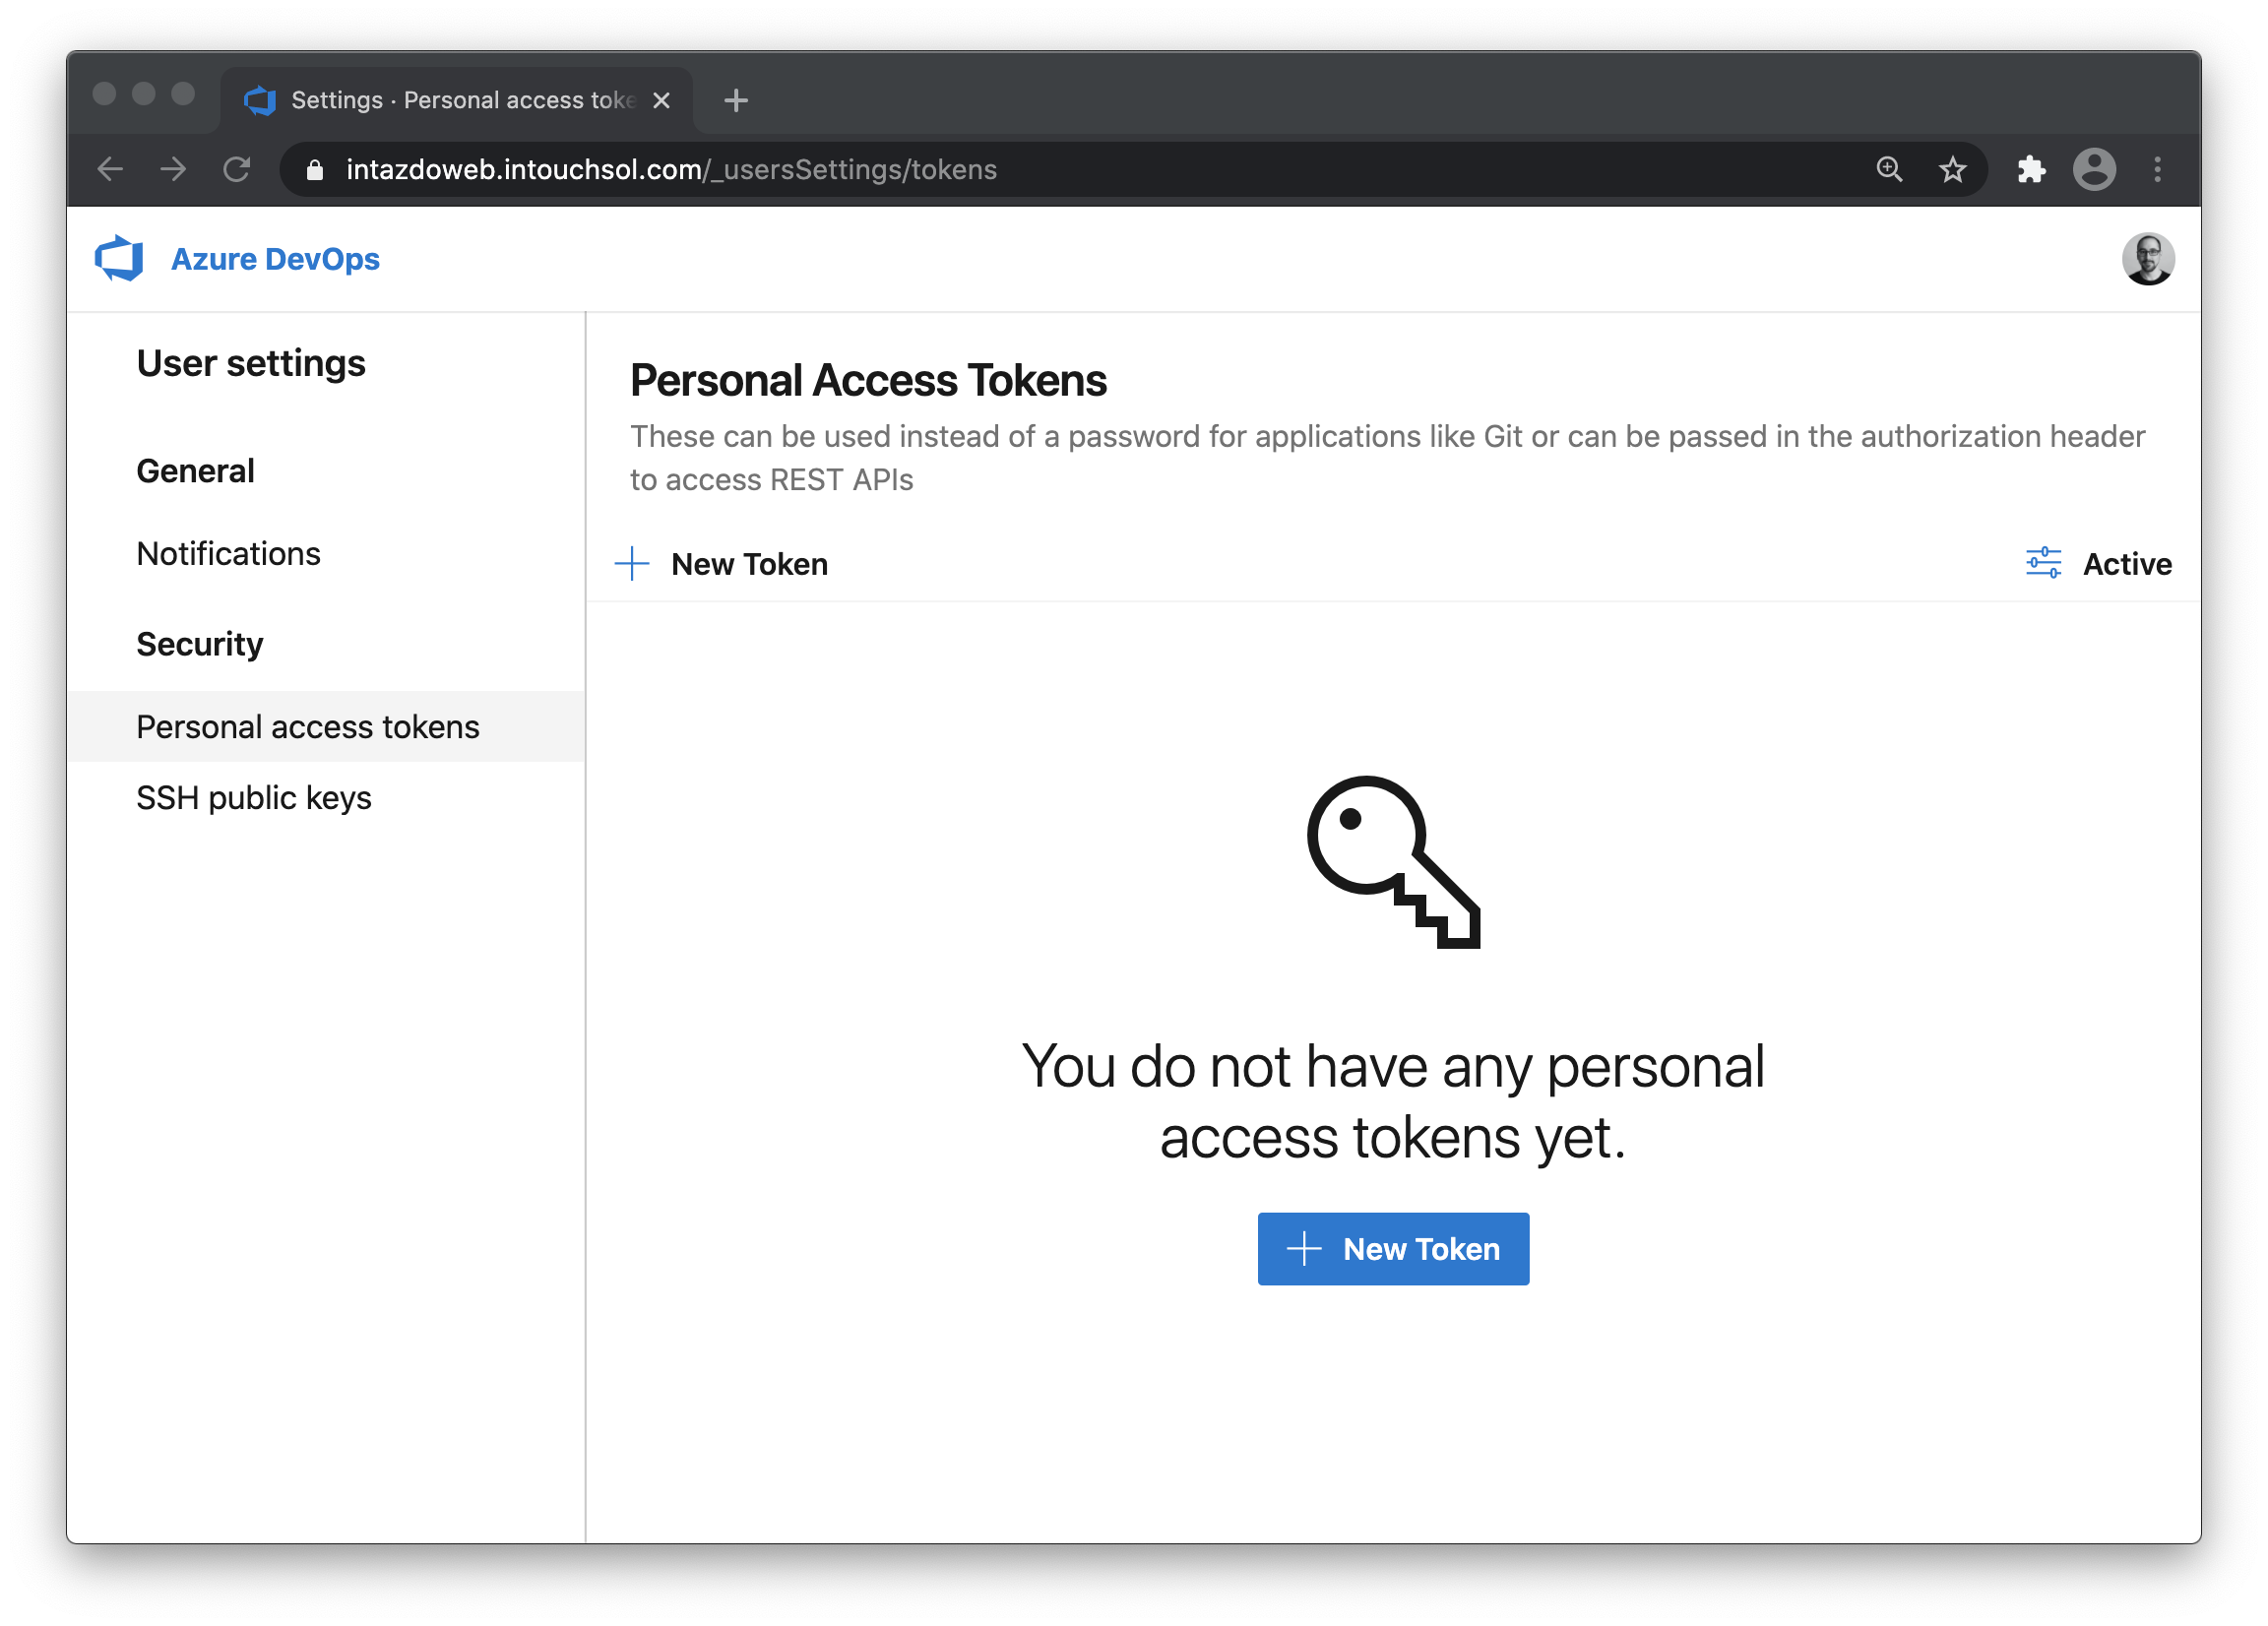 Settings · Personal access toke
intazdoweb.intouchsol.com/_usersSettings/tokens
Azure DevOps
User settings
General
Notifications
Security
Personal access tokens
SSH public keys
Personal Access Tokens
These can be used instead of a password for applications like Git or can be passed in the authorization header
to access REST APIs
New Token
Active
You do not have any personal
access tokens yet.
New Token